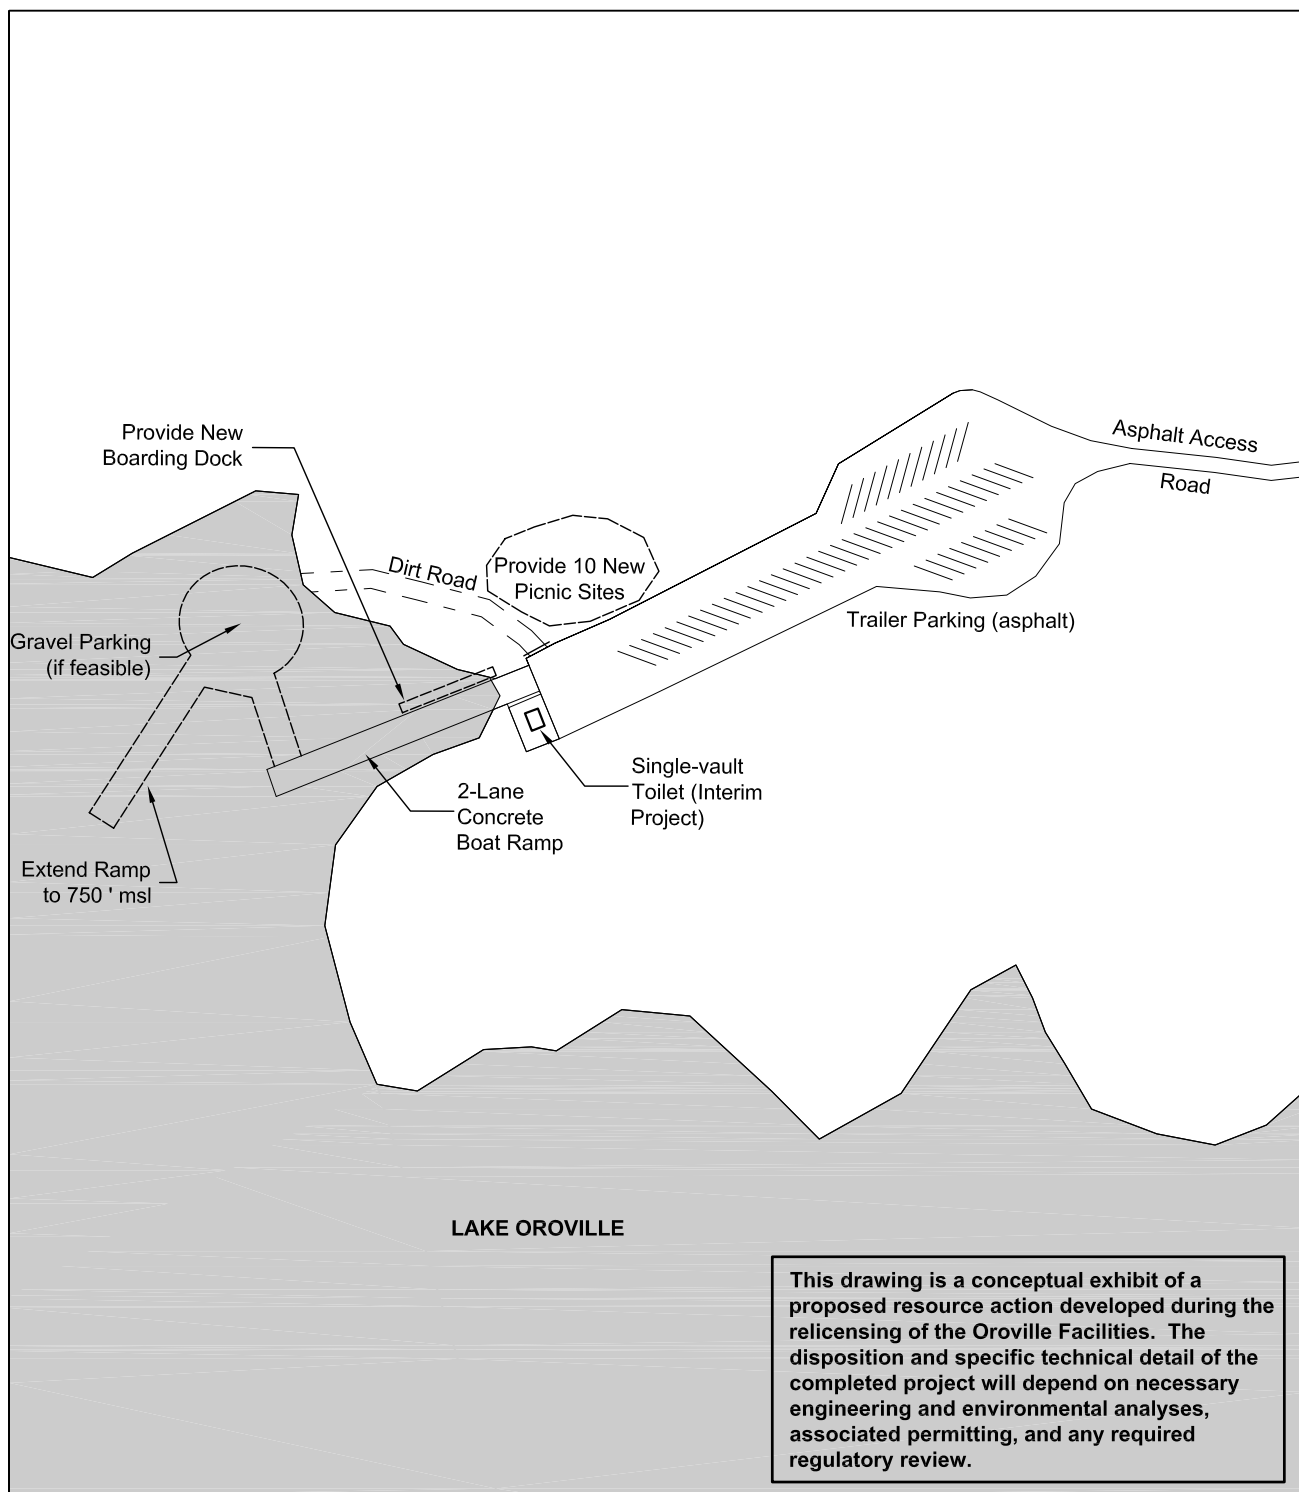 Asphalt Access
Road
Provide New
Boarding Dock
Dirt Road
Provide 10 New
Picnic Sites
Trailer Parking (asphalt)
Gravel Parking
(if feasible)
Single-vault
Toilet (Interim
Project)
2-Lane
Concrete
Boat Ramp
Extend Ramp
to 750 ' msl
LAKE OROVILLE
This drawing is a conceptual exhibit of a
proposed resource action developed during the
relicensing of the Oroville Facilities.  The
disposition and specific technical detail of the
completed project will depend on necessary
engineering and environmental analyses,
associated permitting, and any required
regulatory review.